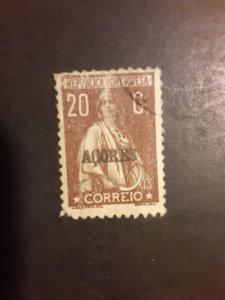 REPUBLICA PORTUGUESA
20 C.
AÇORES
CORREIO